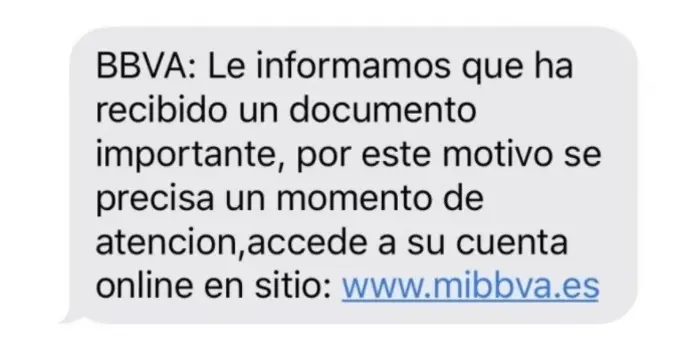 BBVA: Le informamos que ha
recibido un documento
importante, por este motivo se
precisa un momento de
atencion,accede a su cuenta
online en sitio: www.mibbva.es